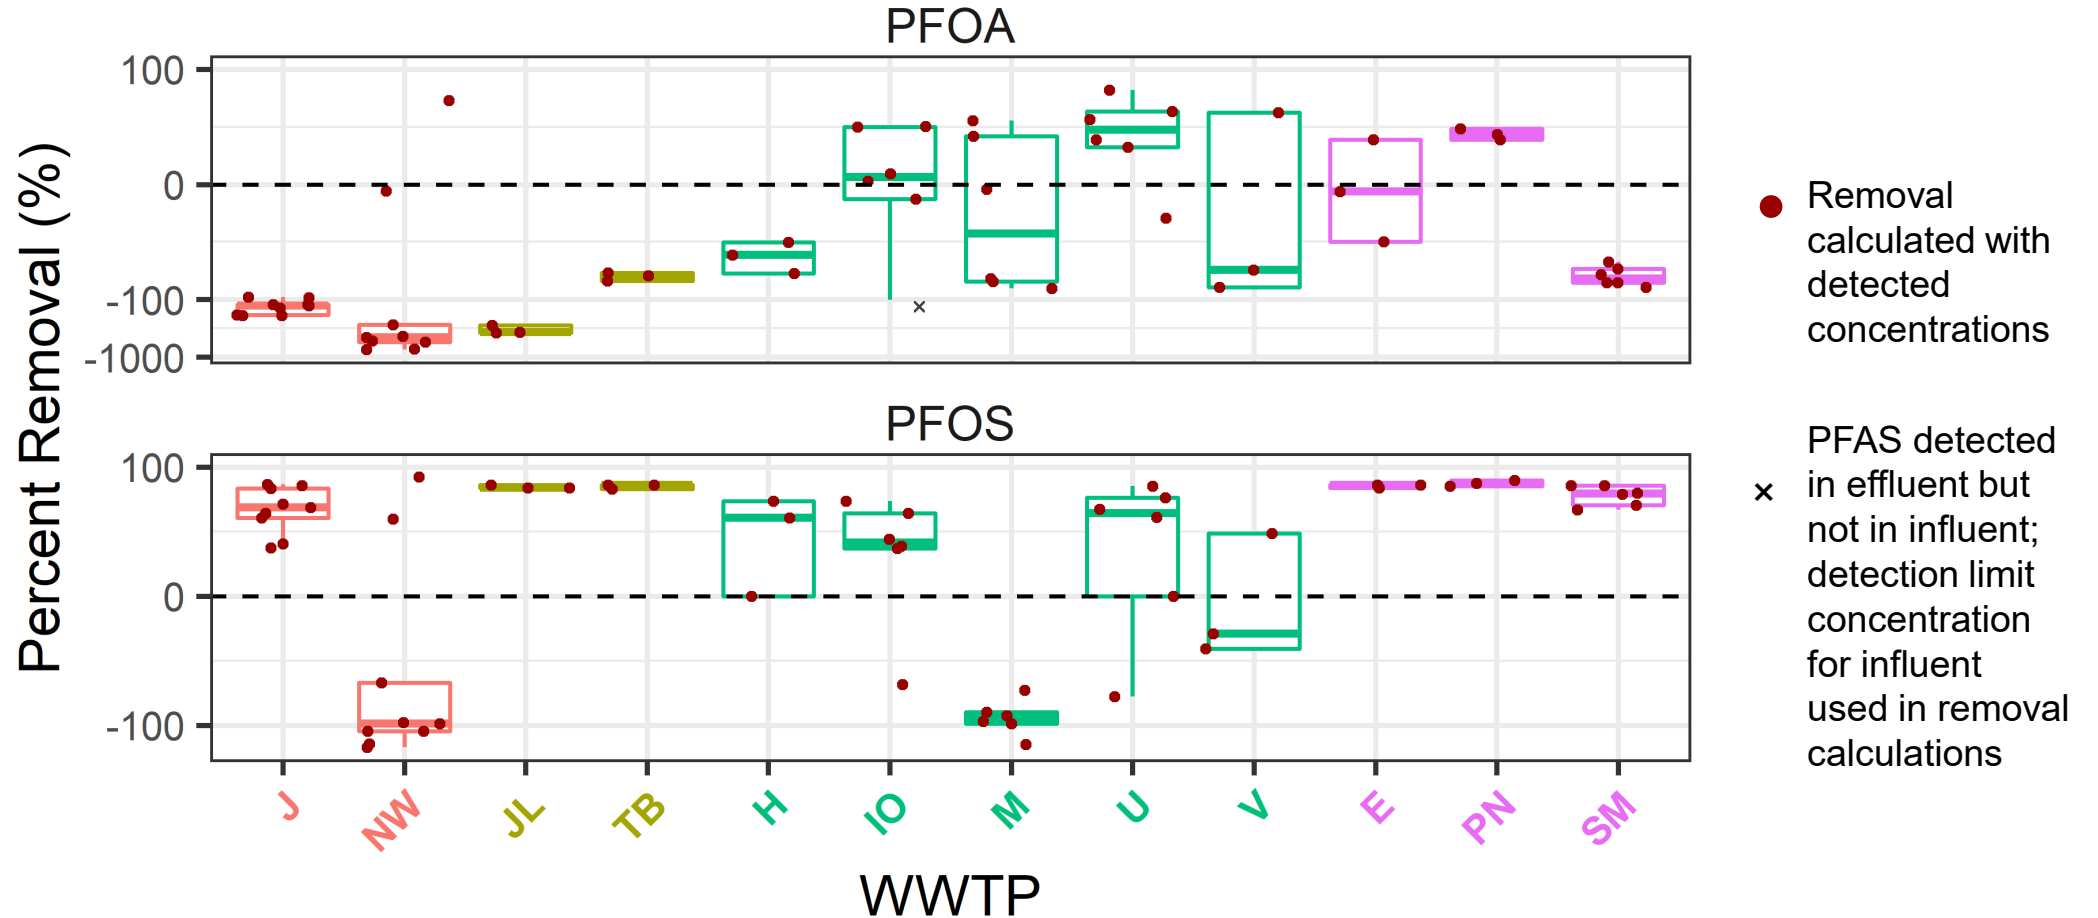 PFOA
100
0
-100
-1000
Percent Removal (%)
PFOS
100
0
-100
J
NW
JL
TB
H
IO
M
U
V
E
PN
SM
WWTP
Removal
calculated with
detected
concentrations
PFAS detected
in effluent but
not in influent;
detection limit
concentration
for influent
used in removal
calculations